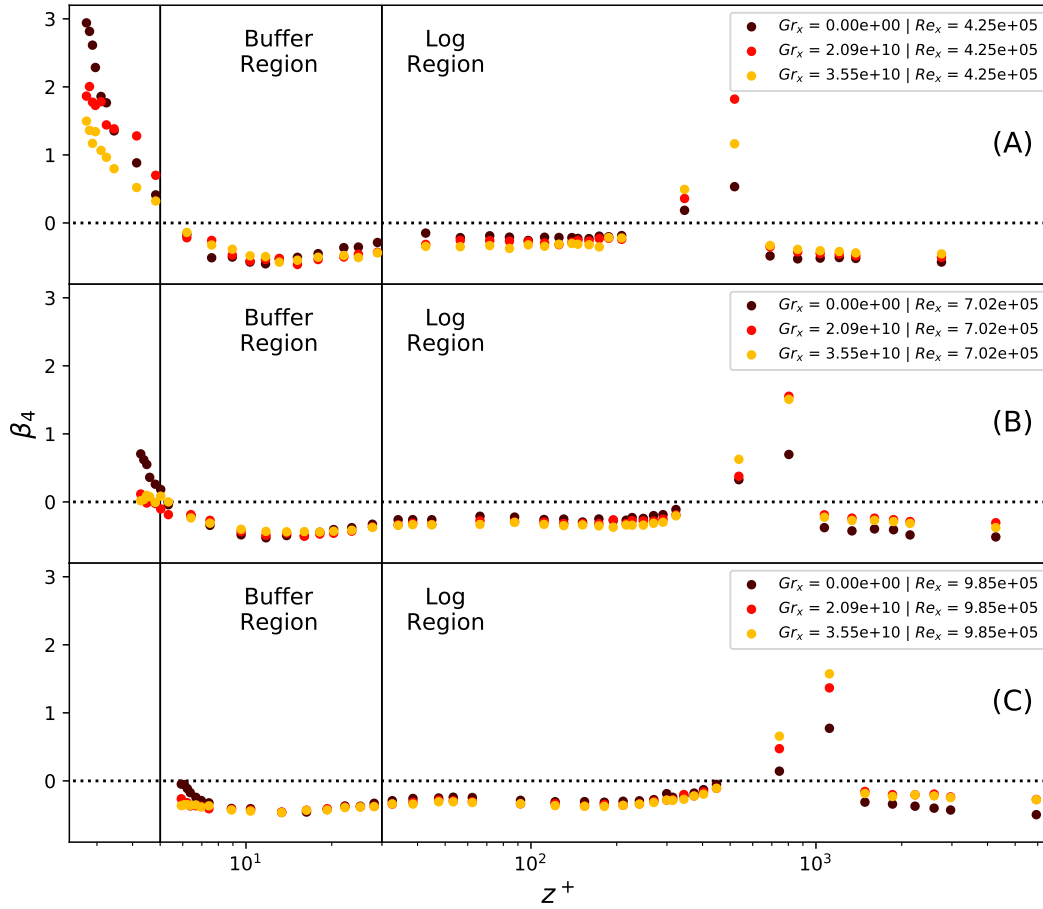 3
2
1
0
Buffer
Region
Log
Region
Gr_x = 0.00e+00 | Re_x = 4.25e+05
Gr_x = 2.09e+10 | Re_x = 4.25e+05
Gr_x = 3.55e+10 | Re_x = 4.25e+05
(A)
3
2
1
0
Buffer
Region
Log
Region
Gr_x = 0.00e+00 | Re_x = 7.02e+05
Gr_x = 2.09e+10 | Re_x = 7.02e+05
Gr_x = 3.55e+10 | Re_x = 7.02e+05
(B)
β_4
3
2
1
0
Buffer
Region
Log
Region
Gr_x = 0.00e+00 | Re_x = 9.85e+05
Gr_x = 2.09e+10 | Re_x = 9.85e+05
Gr_x = 3.55e+10 | Re_x = 9.85e+05
(C)
10^1 10^2 10^3
z^+